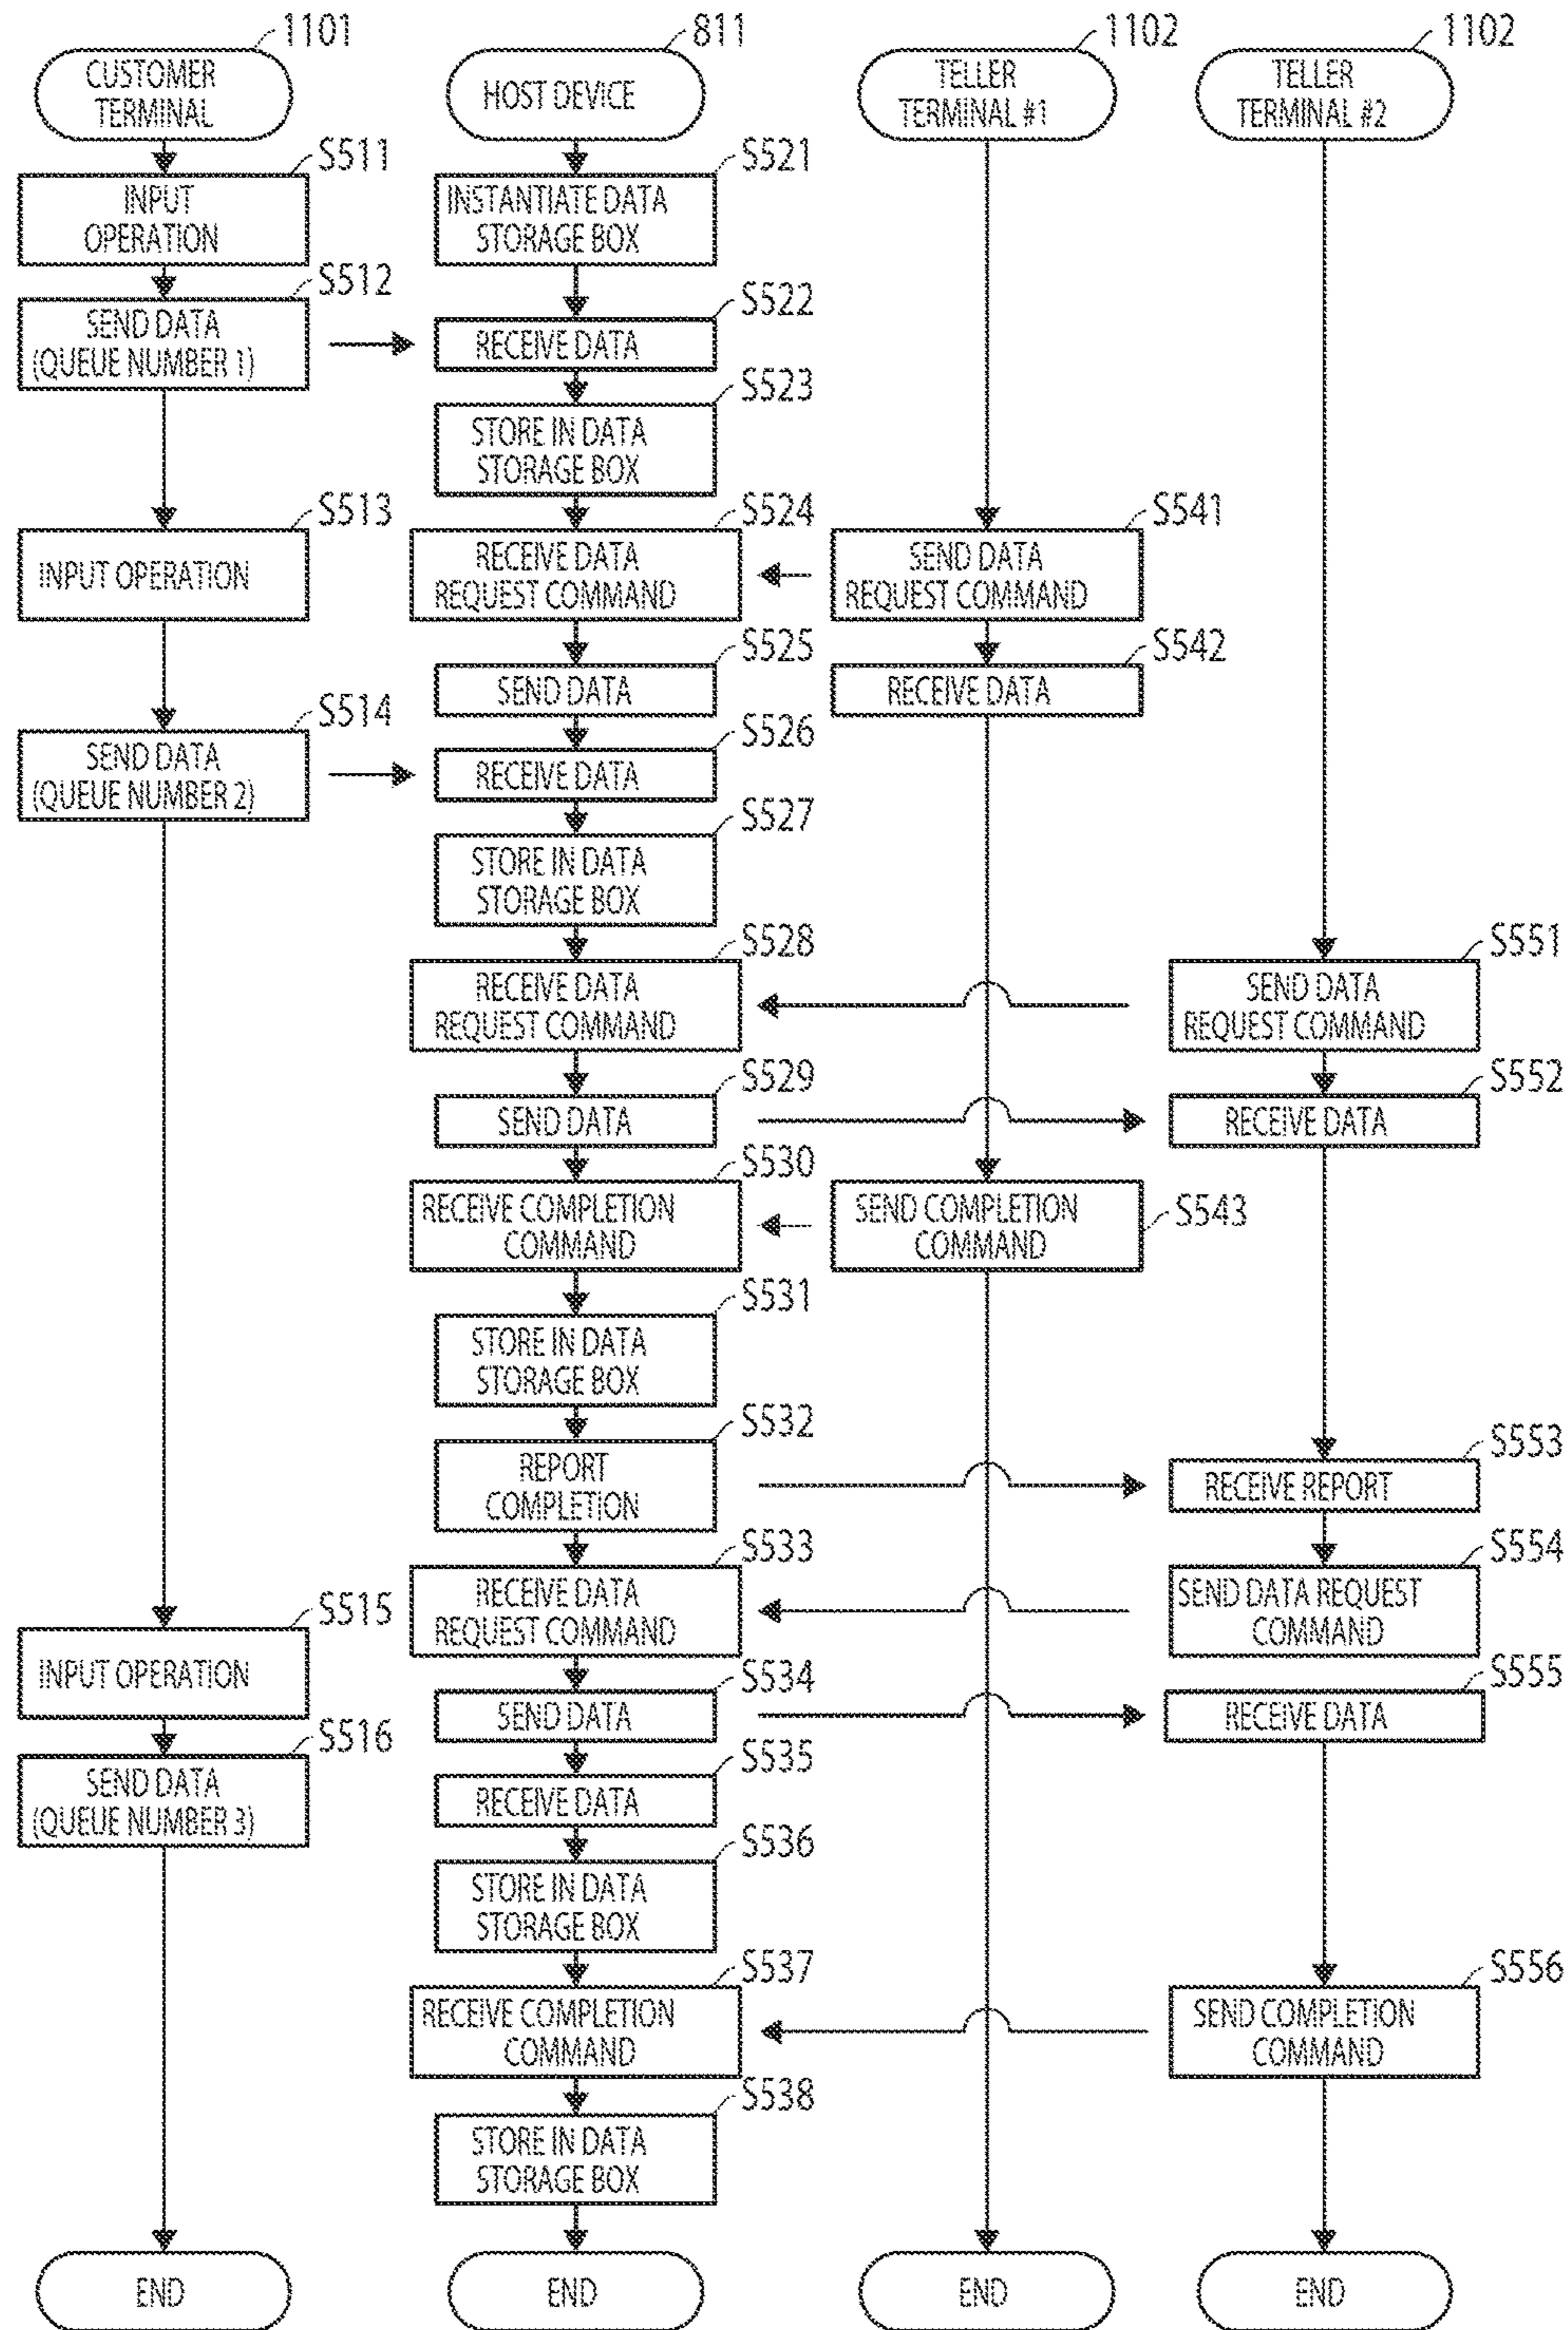 1101
811
1102
1102
CUSTOMER
TERMINAL
HOST DEVICE
TELLER
TERMINAL #1
TELLER
TERMINAL #2
S511
INPUT
OPERATION
S521
INSTANTIATE DATA
STORAGE BOX
S512
SEND DATA
(QUEUE NUMBER 1)
S522
RECEIVE DATA
S523
STORE IN DATA
STORAGE BOX
S513
INPUT OPERATION
S524
RECEIVE DATA
REQUEST COMMAND
S541
SEND DATA
REQUEST COMMAND
S525
SEND DATA
S542
RECEIVE DATA
S514
SEND DATA
(QUEUE NUMBER 2)
S526
RECEIVE DATA
S527
STORE IN DATA
STORAGE BOX
S528
RECEIVE DATA
REQUEST COMMAND
S551
SEND DATA
REQUEST COMMAND
S529
SEND DATA
S552
RECEIVE DATA
S530
RECEIVE COMPLETION
COMMAND
SEND COMPLETION
COMMAND
S543
S531
STORE IN DATA
STORAGE BOX
S532
REPORT
COMPLETION
S553
RECEIVE REPORT
S533
RECEIVE DATA
REQUEST COMMAND
S554
SEND DATA REQUEST
COMMAND
S515
INPUT OPERATION
S534
SEND DATA
S555
RECEIVE DATA
S516
SEND DATA
(QUEUE NUMBER 3)
S535
RECEIVE DATA
S536
STORE IN DATA
STORAGE BOX
S537
RECEIVE COMPLETION
COMMAND
S556
SEND COMPLETION
COMMAND
S538
STORE IN DATA
STORAGE BOX
END
END
END
END